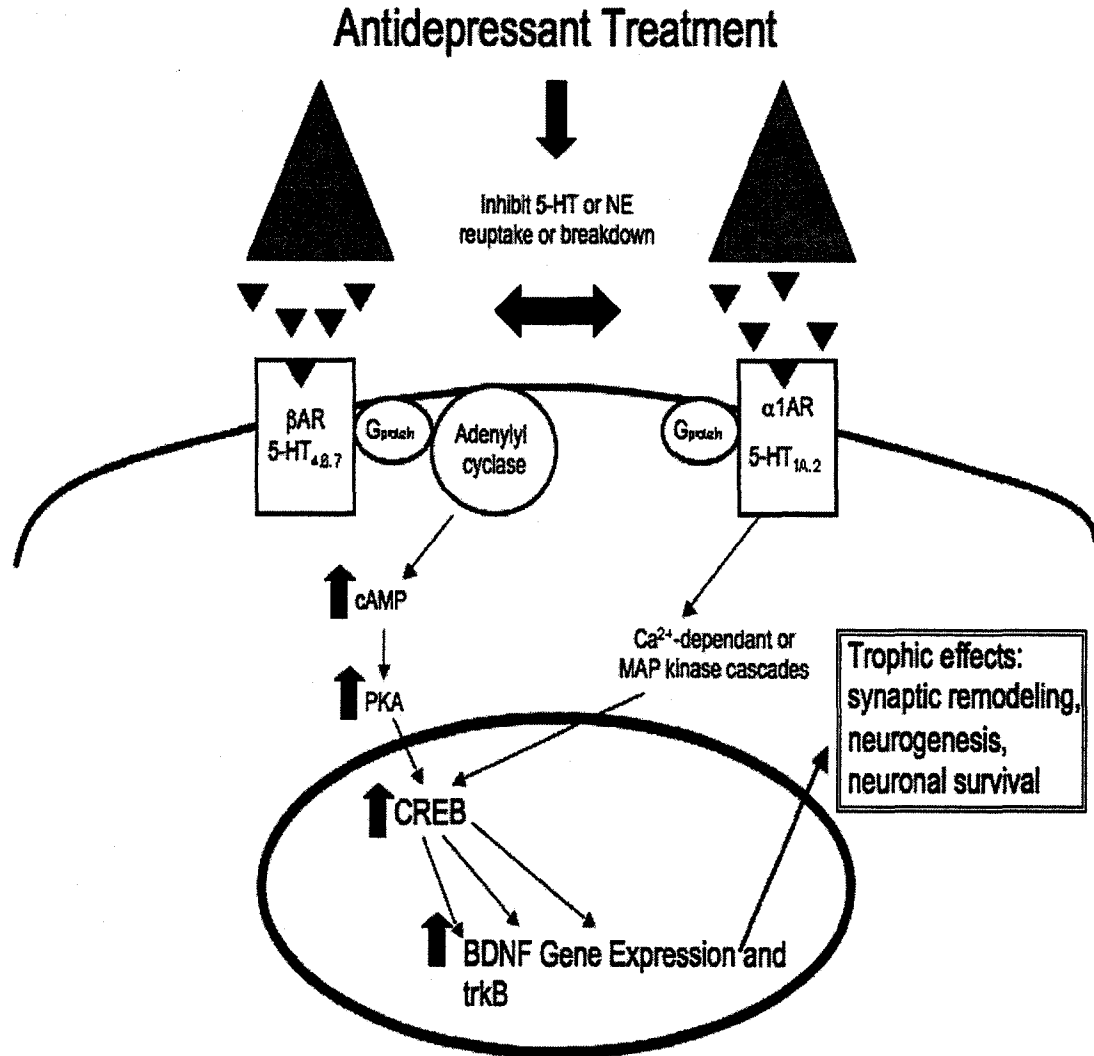 Antidepressant Treatment
Inhibit 5-HT or NE
reuptake or breakdown
βAR
5-HT4,6,7
Gprotein
Adenylyl
cyclase
Gprotein
α1AR
5-HT1A,2
cAMP
PKA
Ca2+-dependant or
MAP kinase cascades
Trophic effects:
synaptic remodeling,
neurogenesis,
neuronal survival
CREB
BDNF Gene Expression and
trkB